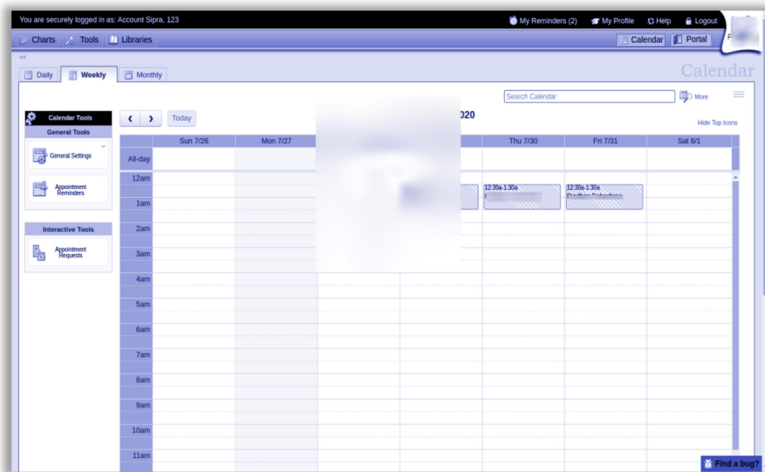 You are securely logged in as: Account Sipra, 123
My Reminders (2) My Profile Help Logout
Charts Tools Libraries Calendar Portal
<<
Daily Weekly Monthly Calendar
Search Calendar More
Calendar Tools
General Tools
General Settings
Appointment
Reminders
Interactive Tools
Appointment
Requests
Today 020
Hide Top Icons
Sun 7/26 Mon 7/27 Thu 7/30 Fri 7/31 Sat 8/1
All-day
12am
12:30a-1:30a 12:30a-1:30a
1am
2am
3am
4am
5am
6am
7am
8am
9am
10am
11am
Find a bug?